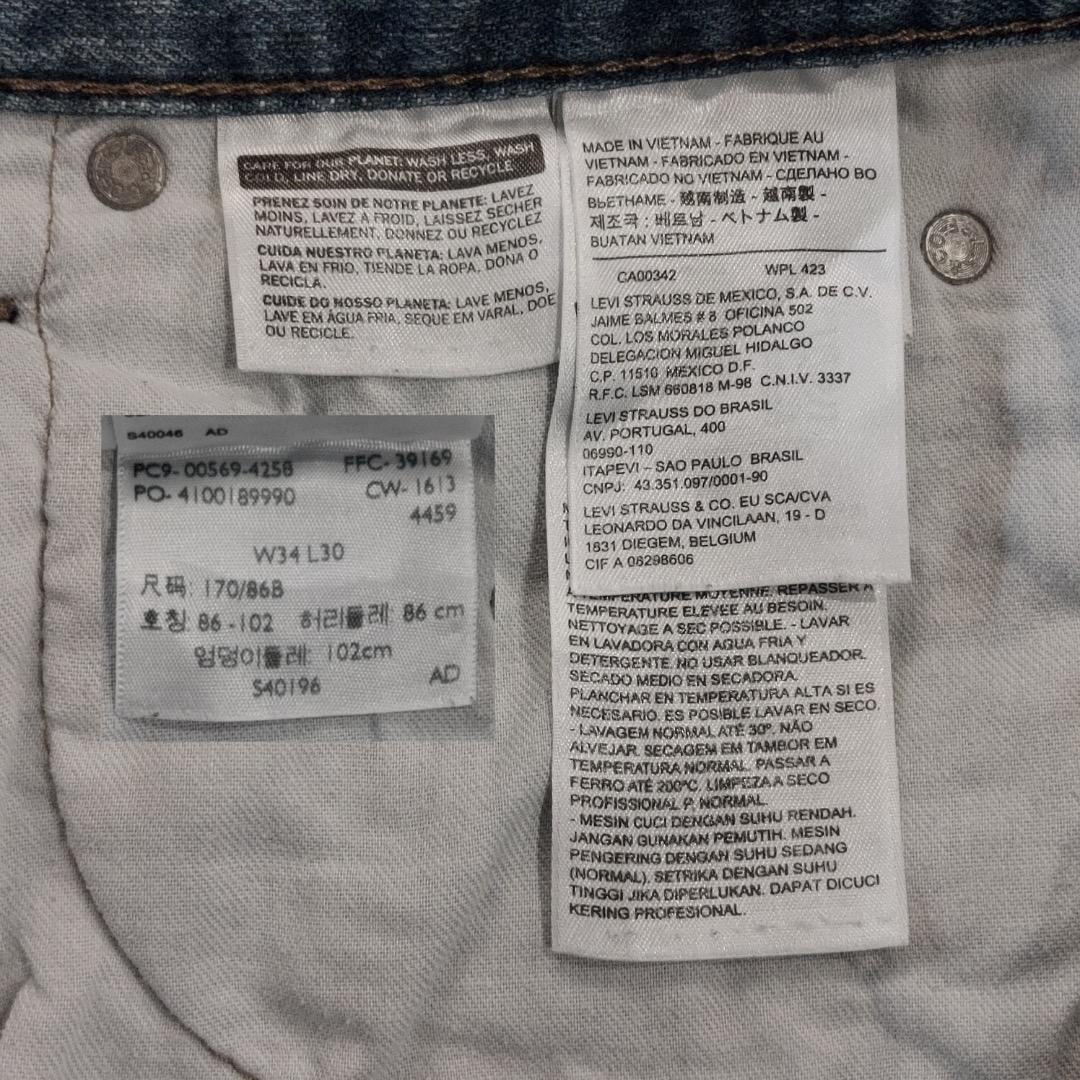 CARE FOR OUR PLANET: WASH LESS, WASH
COLD, LINE DRY, DONATE OR RECYCLE
PRENEZ SOIN DE NOTRE PLANETE: LAVEZ
MOINS, LAVEZ A FROID, LAISSEZ SECHER
NATURELLEMENT, DONNEZ OU RECYCLEZ
CUIDA NUESTRO PLANETA: LAVA MENOS,
LAVA EN FRIO, TIENDE LA ROPA, DONA O
RECICLA.
CUIDE DO NOSSO PLANETA: LAVE MENOS,
LAVE EM ÁGUA FRIA, SEQUE EM VARAL, DOE
OU RECICLE.
S40046 AD
PC9- 00569-4258 FFC- 39169
PO- 4100189990 CW- 1613
4459
W34 L30
尺码: 170/86B
호칭 86 -102 허리둘레 86 cm
엉덩이둘레: 102cm
S40196 AD
MADE IN VIETNAM - FABRIQUE AU
VIETNAM - FABRICADO EN VIETNAM -
FABRICADO NO VIETNAM - СДЕЛАНО ВО
ВЬЕТНАМЕ - 越南制造 - 越南製 -
제조국 : 베트남 - ベトナム製 -
BUATAN VIETNAM
CA00342 WPL 423
LEVI STRAUSS DE MEXICO, S.A. DE C.V.
JAIME BALMES # 8 OFICINA 502
COL. LOS MORALES POLANCO
DELEGACION MIGUEL HIDALGO
C.P. 11510 MEXICO D.F.
R.F.C. LSM 660818 M-98 C.N.I.V. 3337
LEVI STRAUSS DO BRASIL
AV. PORTUGAL, 400
06990-110
ITAPEVI – SAO PAULO BRASIL
CNPJ: 43.351.097/0001-90
LEVI STRAUSS & CO. EU SCA/CVA
LEONARDO DA VINCILAAN, 19 - D
1831 DIEGEM, BELGIUM
CIF A 08298606
TEMPERATURE MOYENNE. REPASSER A
TEMPERATURE ELEVEE AU BESOIN.
NETTOYAGE A SEC POSSIBLE. - LAVAR
EN LAVADORA CON AGUA FRIA Y
DETERGENTE. NO USAR BLANQUEADOR.
SECADO MEDIO EN SECADORA.
PLANCHAR EN TEMPERATURA ALTA SI ES
NECESARIO. ES POSIBLE LAVAR EN SECO.
- LAVAGEM NORMAL ATÉ 30º. NÃO
ALVEJAR. SECAGEM EM TAMBOR EM
TEMPERATURA NORMAL. PASSAR A
FERRO ATÉ 200ºC. LIMPEZA A SECO
PROFISSIONAL P, NORMAL.
- MESIN CUCI DENGAN SUHU RENDAH.
JANGAN GUNAKAN PEMUTIH. MESIN
PENGERING DENGAN SUHU SEDANG
(NORMAL). SETRIKA DENGAN SUHU
TINGGI JIKA DIPERLUKAN. DAPAT DICUCI
KERING PROFESIONAL.